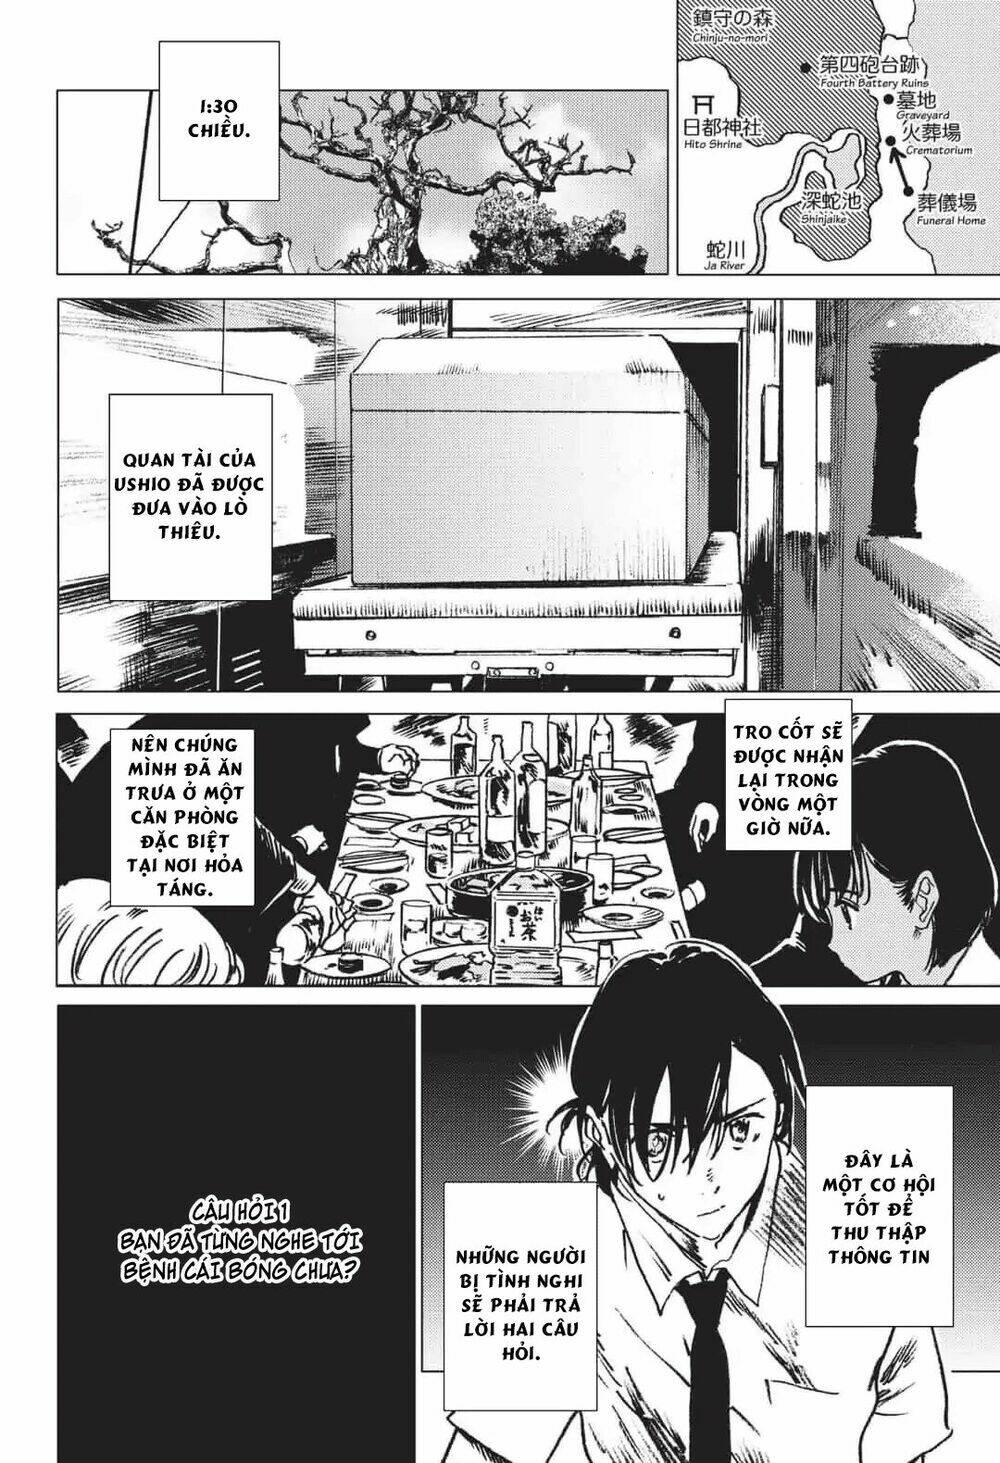 鎮守の森
Chinju-no-mori
第四砲台跡
Fourth Battery Ruins
墓地
Graveyard
火葬場
Crematorium
日都神社
Hito Shrine
深蛇池
Shinjaike
葬儀場
Funeral Home
蛇川
Ja River
1:30
CHIỀU.
QUAN TÀI CỦA
USHIO ĐÃ ĐƯỢC
ĐƯA VÀO LÒ
THIÊU.
TRO CỐT SẼ
ĐƯỢC NHẬN
LẠI TRONG
VÒNG MỘT
GIỜ NỮA.
NÊN CHÚNG
MÌNH ĐÃ ĂN
TRƯA Ở MỘT
CĂN PHÒNG
ĐẶC BIỆT
TẠI NƠI HỎA
TÁNG.
お茶
ĐÂY LÀ
MỘT CƠ HỘI
TỐT ĐỂ
THU THẬP
THÔNG TIN
NHỮNG NGƯỜI
BỊ TÌNH NGHI
SẼ PHẢI TRẢ
LỜI HAI CÂU
HỎI.
CÂU HỎI 1
BẠN ĐÃ TỪNG NGHE TỚI
BỆNH CÁI BÓNG CHƯA?